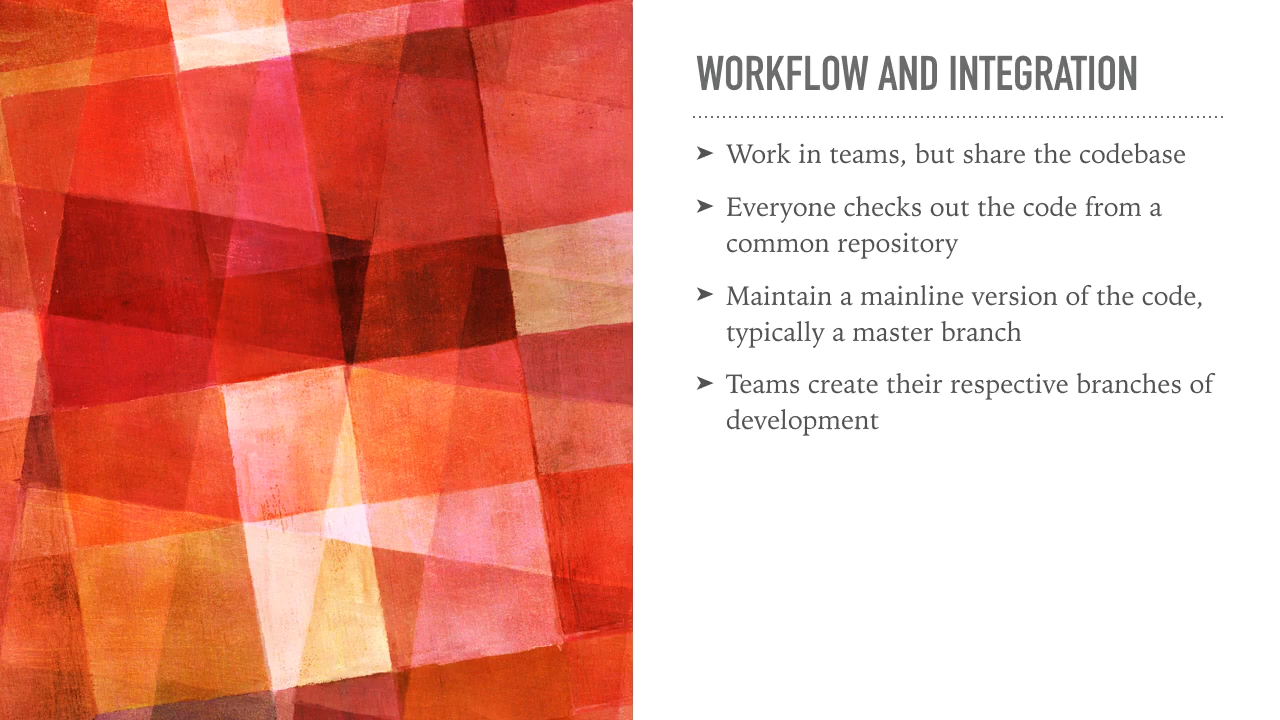 WORKFLOW AND INTEGRATION
➤ Work in teams, but share the codebase
➤ Everyone checks out the code from a
common repository
➤ Maintain a mainline version of the code,
typically a master branch
➤ Teams create their respective branches of
development